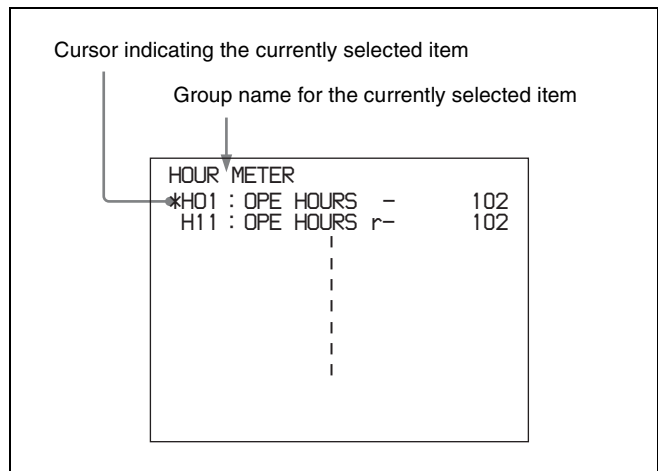 Cursor indicating the currently selected item
Group name for the currently selected item
HOUR METER
*H01 : OPE HOURS - 102
H11 : OPE HOURS r- 102